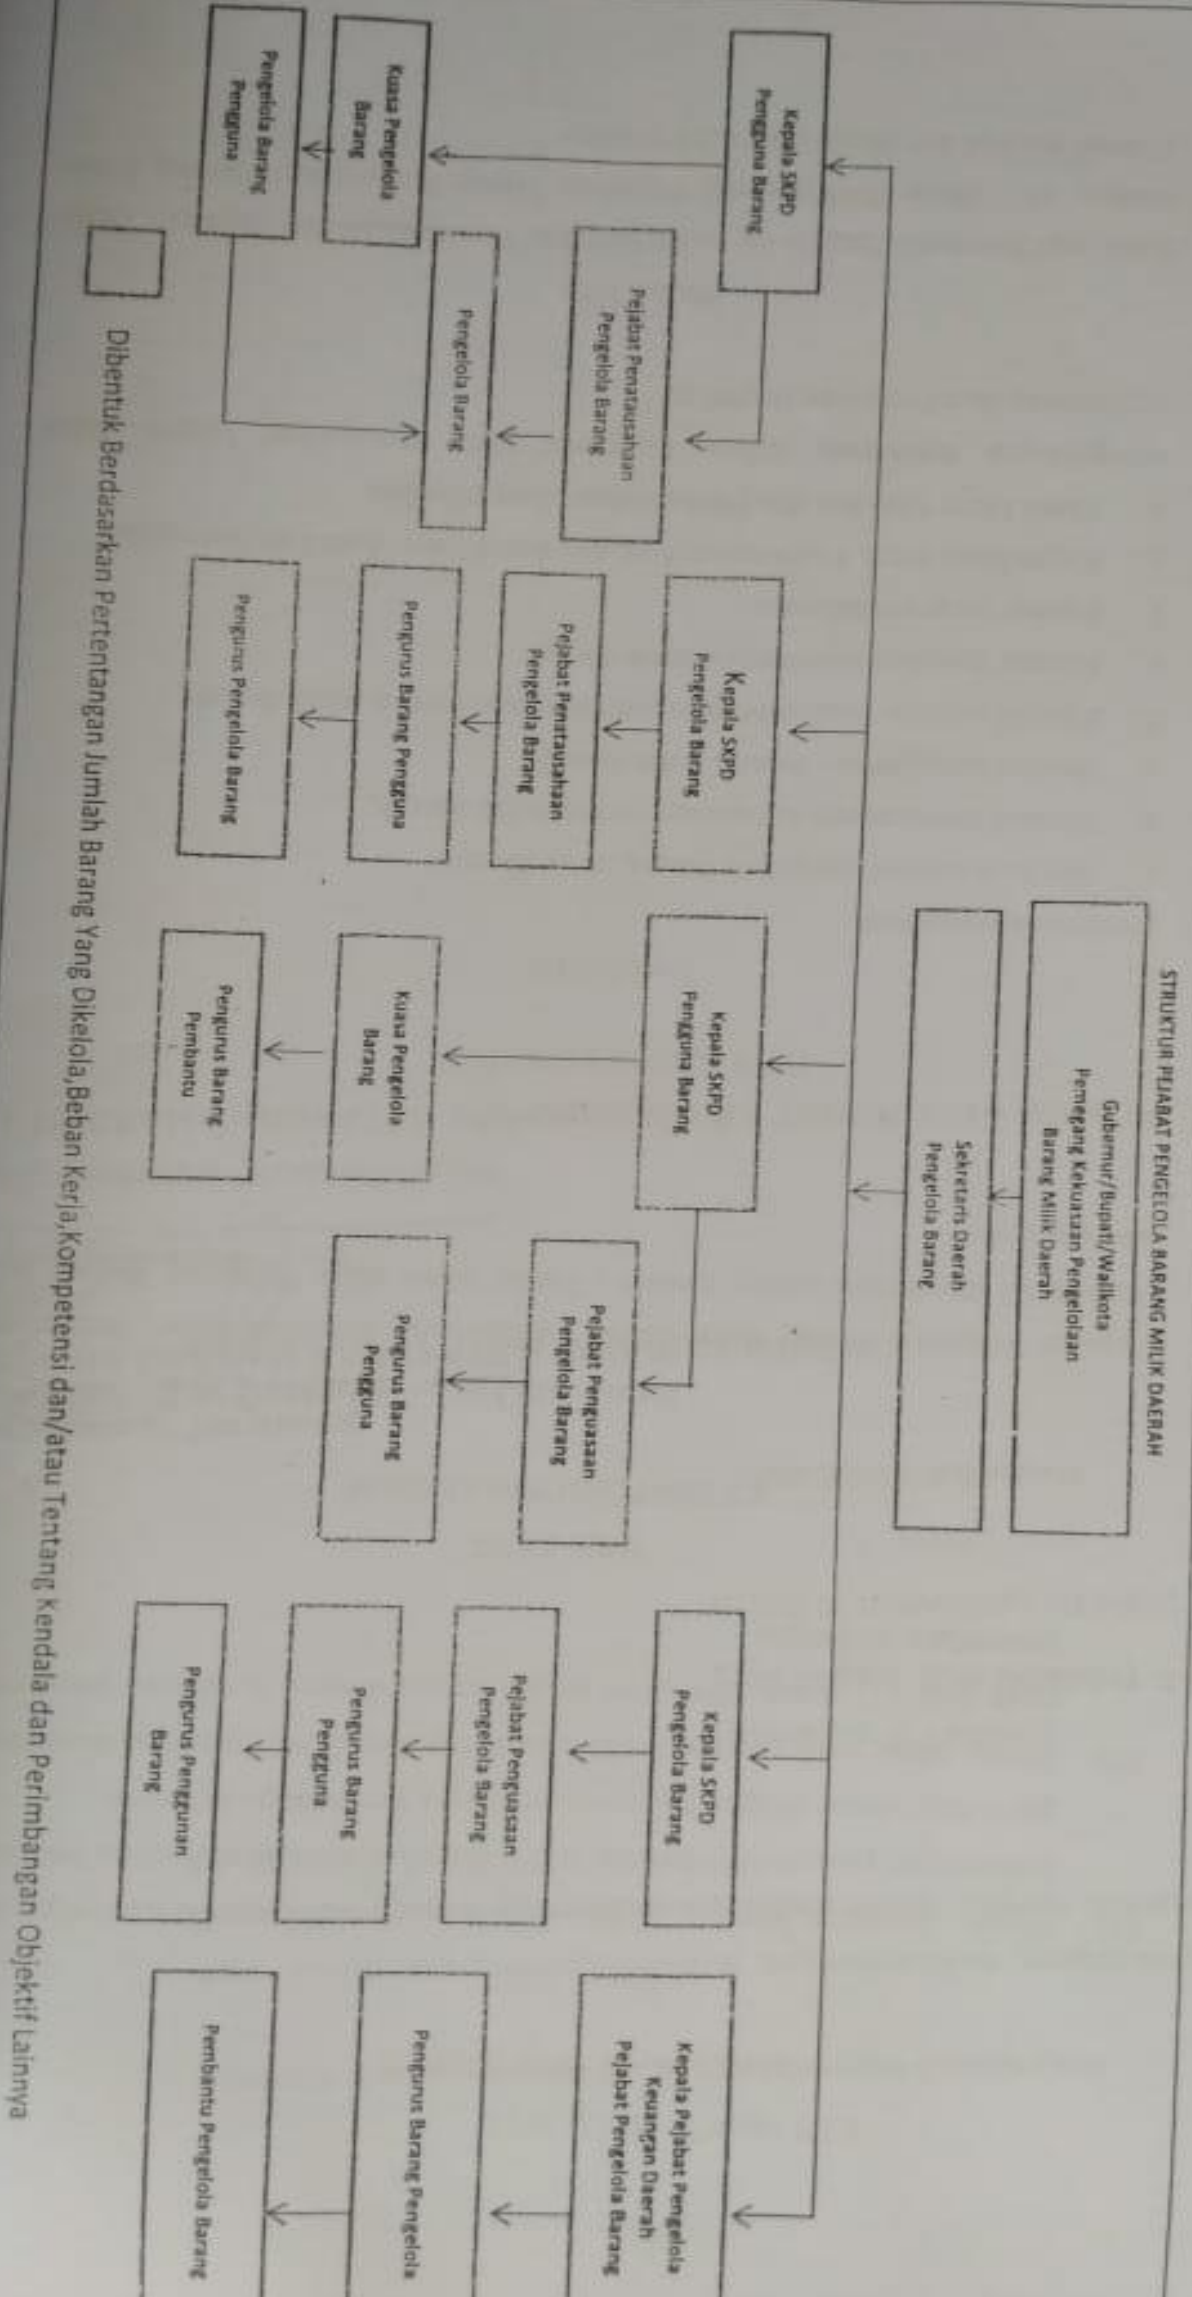 STRUKTUR PEJABAT PENGELOLA BARANG MILIK DAERAH
Gubernur/Bupati/Walikota
Pemegang Kekuasaan Pengelolaan
Barang Milik Daerah
Sekretaris Daerah
Pengelola Barang
Kepala SKPD
Pengguna Barang
Pejabat Penatausahaan
Pengelola Barang
Pengelola Barang
Kuasa Pengelola
Barang
Pengelola Barang
Pengguna
Kepala SKPD
Pengelola Barang
Pejabat Penatausahaan
Pengelola Barang
Pengurus Barang Pengguna
Pengurus Pengelola Barang
Kepala SKPD
Pengguna Barang
Kuasa Pengelola
Barang
Pengurus Barang
Pembantu
Pejabat Penguasaan
Pengelola Barang
Pengurus Barang
Pengguna
Kepala SKPD
Pengelola Barang
Pejabat Penguasaan
Pengelola Barang
Pengurus Barang
Pengguna
Pengurus Penggunan
Barang
Kepala Pejabat Pengelola
Keuangan Daerah
Pejabat Pengelola Barang
Pengurus Barang Pengelola
Pembantu Pengelola Barang
Dibentuk Berdasarkan Pertentangan Jumlah Barang Yang Dikelola,Beban Kerja,Kompetensi dan/atau Tentang Kendala dan Perimbangan Objektif Lainnya